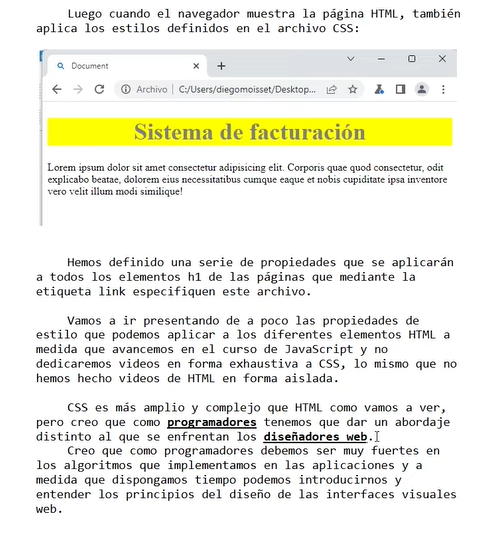 Luego cuando el navegador muestra la página HTML, también
aplica los estilos definidos en el archivo CSS:
Document
Archivo | C:/Users/diegomoisset/Desktop...
Sistema de facturación
Lorem ipsum dolor sit amet consectetur adipisicing elit. Corporis quae quod consectetur, odit
explicabo beatae, dolorem eius necessitatibus cumque eaque et nobis cupiditate ipsa inventore
vero velit illum modi similique!
Hemos definido una serie de propiedades que se aplicarán
a todos los elementos h1 de las páginas que mediante la
etiqueta link especifiquen este archivo.
Vamos a ir presentando de a poco las propiedades de
estilo que podemos aplicar a los diferentes elementos HTML a
medida que avancemos en el curso de JavaScript y no
dedicaremos videos en forma exhaustiva a CSS, lo mismo que no
hemos hecho videos de HTML en forma aislada.
CSS es más amplio y complejo que HTML como vamos a ver,
pero creo que como programadores tenemos que dar un abordaje
distinto al que se enfrentan los diseñadores web.
Creo que como programadores debemos ser muy fuertes en
los algoritmos que implementamos en las aplicaciones y a
medida que dispongamos tiempo podemos introducirnos y
entender los principios del diseño de las interfaces visuales
web.